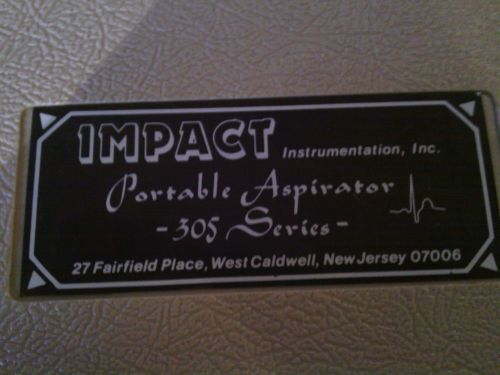 IMPACT Instrumentation, Inc.
Portable Aspirator
- 305 Series -
27 Fairfield Place, West Caldwell, New Jersey 07006